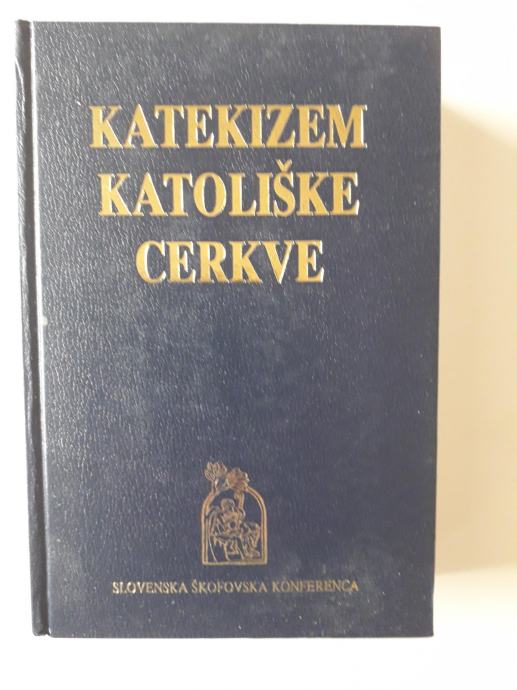 KATEKIZEM
KATOLIŠKE
CERKVE
SLOVENSKA ŠKOFOVSKA KONFERENCA